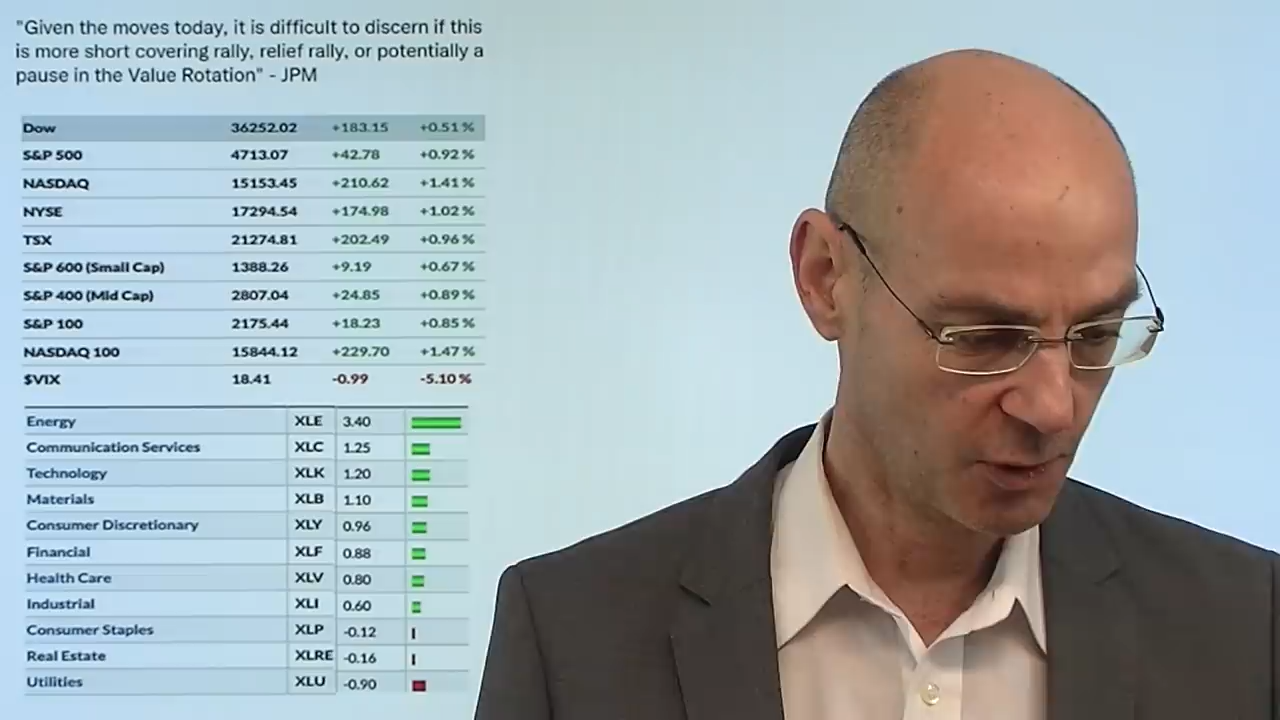 "Given the moves today, it is difficult to discern if this
is more short covering rally, relief rally, or potentially a
pause in the Value Rotation" - JPM
Dow 36252.02 +183.15 +0.51%
S&P 500 4713.07 +42.78 +0.92%
NASDAQ 15153.45 +210.62 +1.41%
NYSE 17294.54 +174.98 +1.02%
TSX 21274.81 +202.49 +0.96%
S&P 600 (Small Cap) 1388.26 +9.19 +0.67%
S&P 400 (Mid Cap) 2807.04 +24.85 +0.89%
S&P 100 2175.44 +18.23 +0.85%
NASDAQ 100 15844.12 +229.70 +1.47%
$VIX 18.41 -0.99 -5.10%
Energy XLE 3.40
Communication Services XLC 1.25
Technology XLK 1.20
Materials XLB 1.10
Consumer Discretionary XLY 0.96
Financial XLF 0.88
Health Care XLV 0.80
Industrial XLI 0.60
Consumer Staples XLP -0.12
Real Estate XLRE -0.16
Utilities XLU -0.90